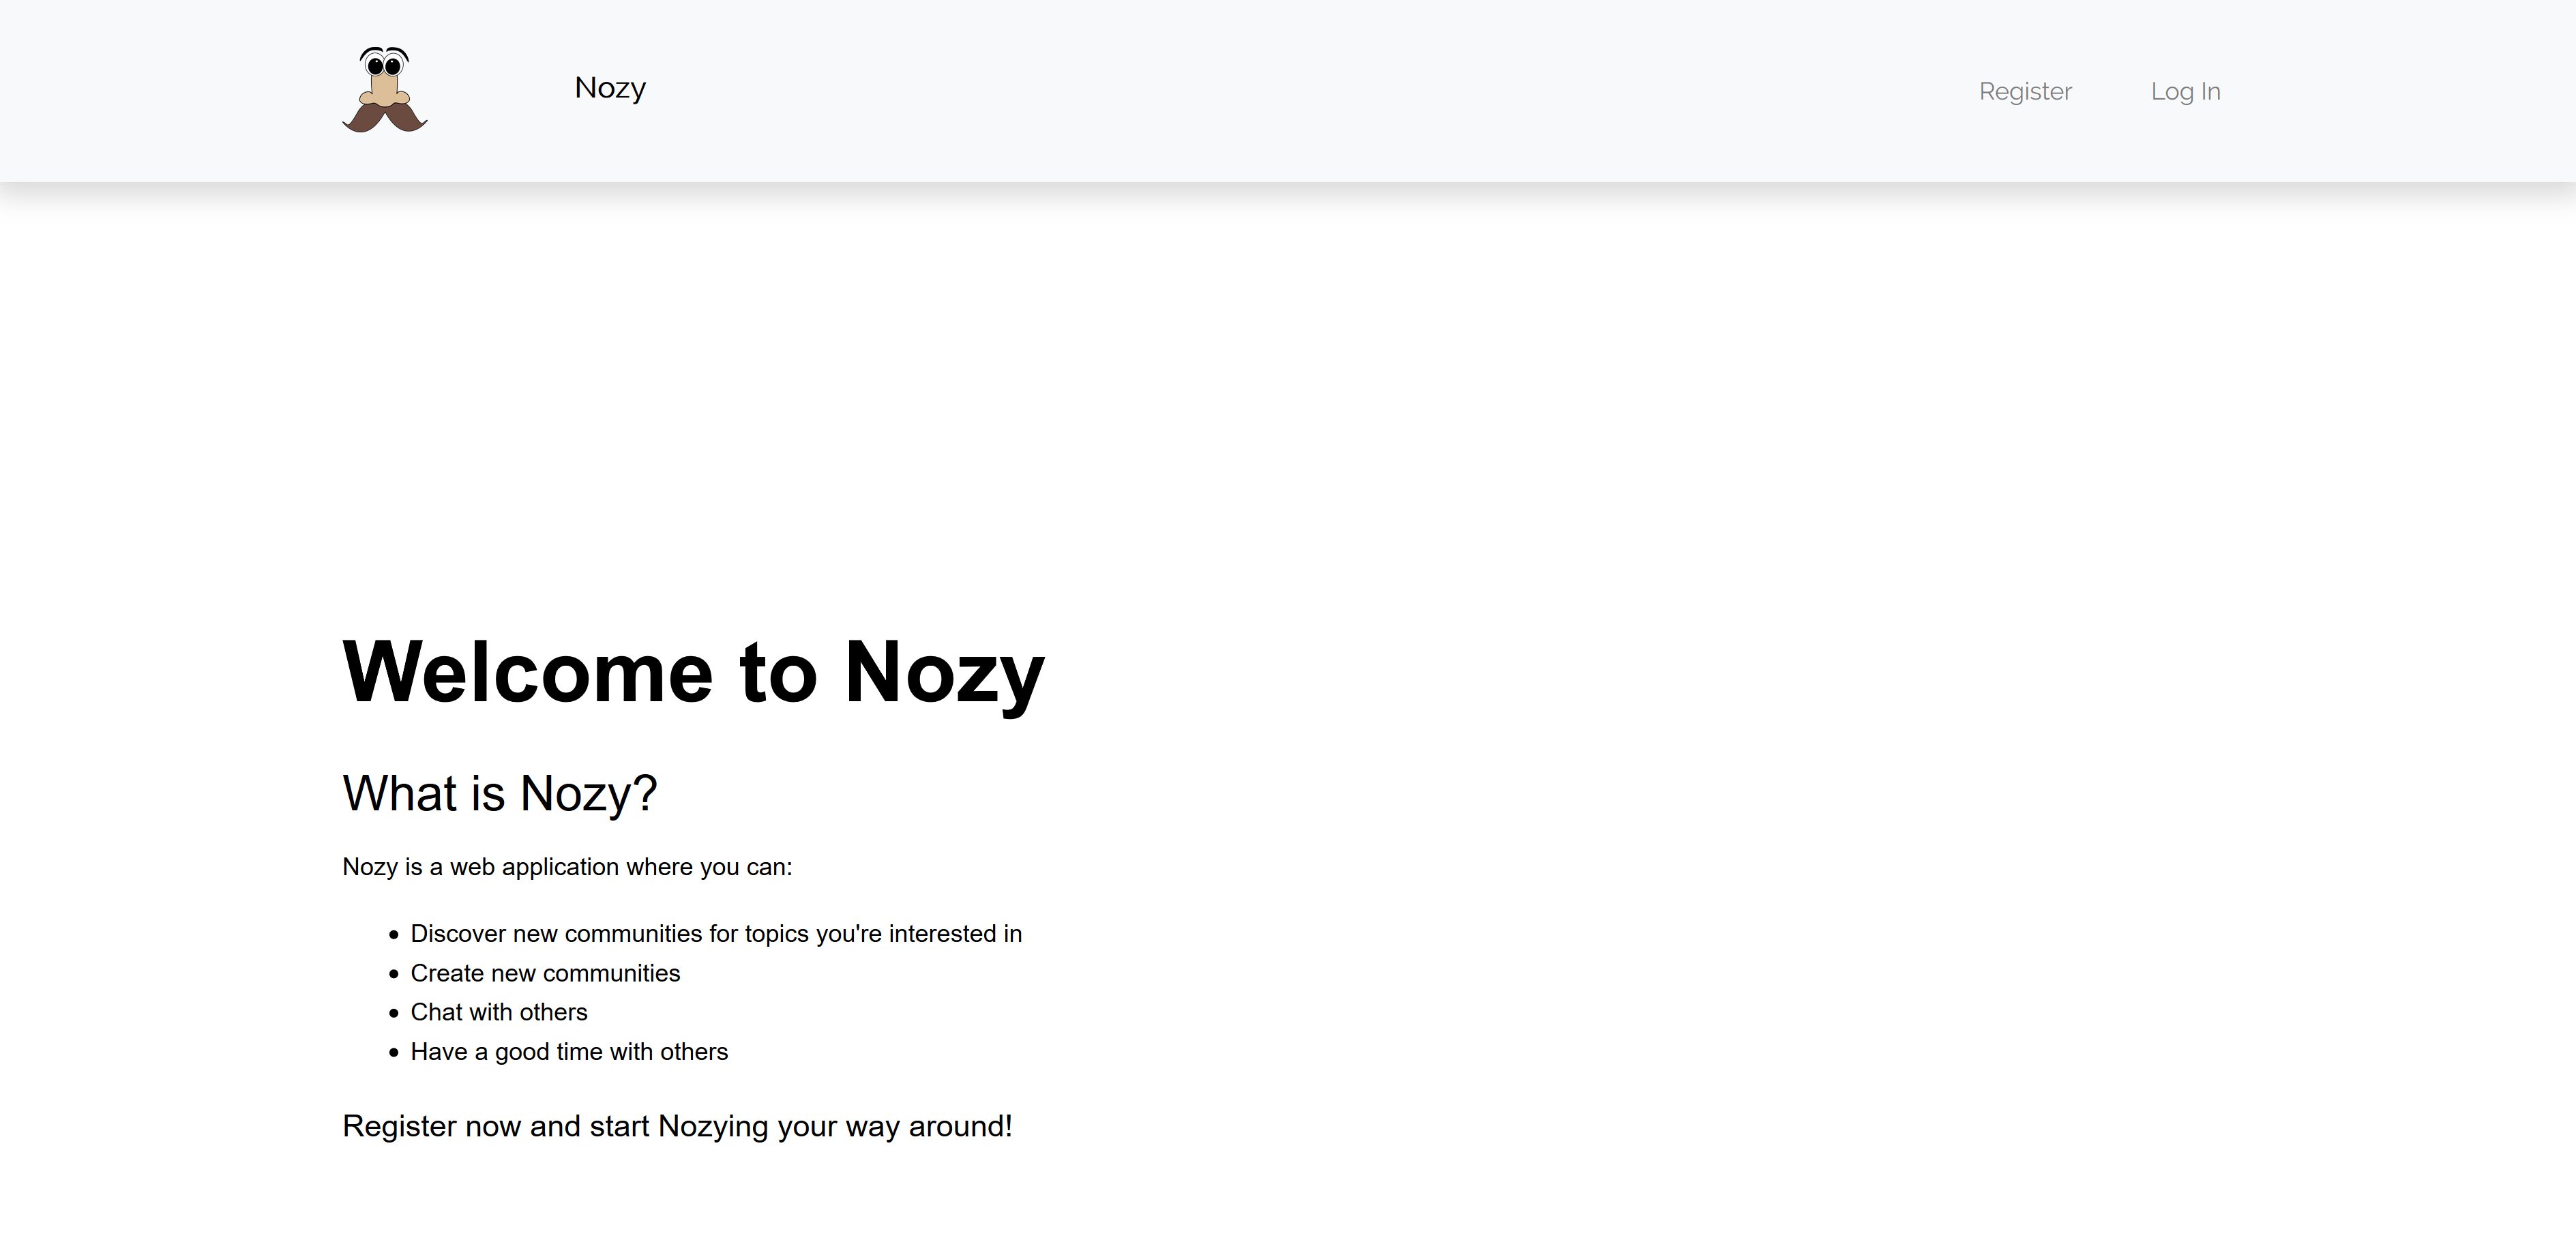 Nozy
Register
Log In
Welcome to Nozy
What is Nozy?
Nozy is a web application where you can:
Discover new communities for topics you're interested in
Create new communities
Chat with others
Have a good time with others
Register now and start Nozying your way around!